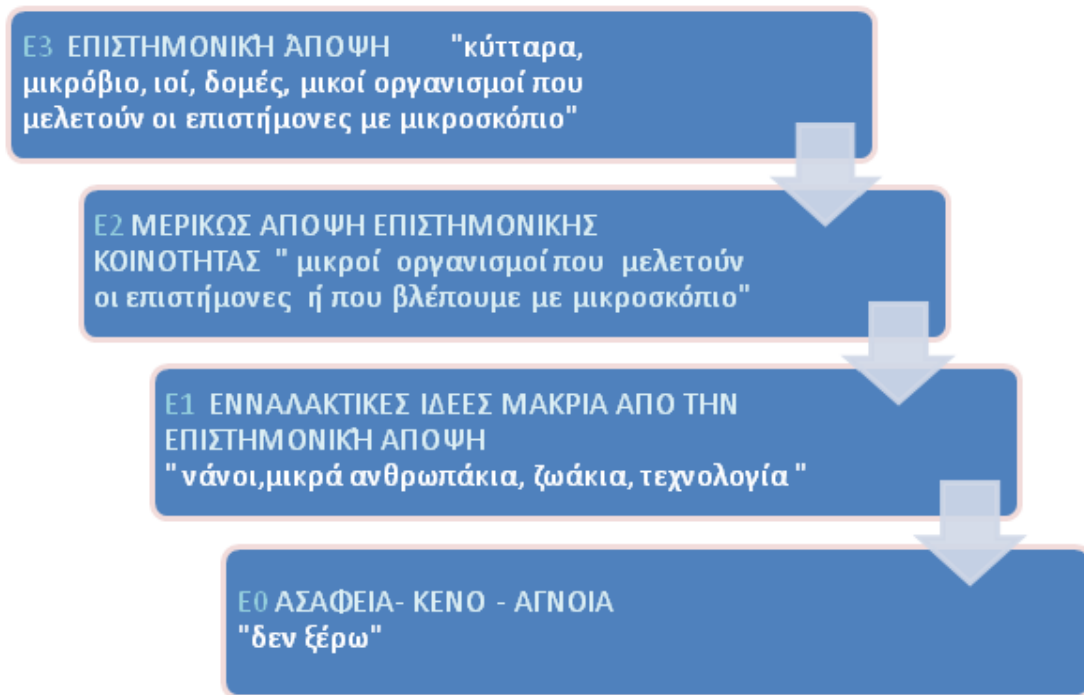 Ε3 ΕΠΙΣΤΗΜΟΝΙΚΉ ΆΠΟΨΗ "κύτταρα,
μικρόβιο, ιοί, δομές, μικοί οργανισμοί που
μελετούν οι επιστήμονες με μικροσκόπιο"
Ε2 ΜΕΡΙΚΩΣ ΑΠΟΨΗ ΕΠΙΣΤΗΜΟΝΙΚΗΣ
ΚΟΙΝΟΤΗΤΑΣ " μικροί οργανισμοί που μελετούν
οι επιστήμονες ή που βλέπουμε με μικροσκόπιο"
Ε1 ΕΝΝΑΛΑΚΤΙΚΕΣ ΙΔΕΕΣ ΜΑΚΡΙΑ ΑΠΟ ΤΗΝ
ΕΠΙΣΤΗΜΟΝΙΚΉ ΑΠΟΨΗ
" νάνοι,μικρά ανθρωπάκια, ζωάκια, τεχνολογία "
Ε0 ΑΣΑΦΕΙΑ- ΚΕΝΟ - ΑΓΝΟΙΑ
"δεν ξέρω"